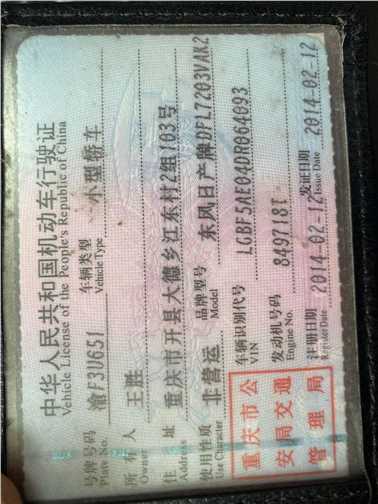 中华人民共和国机动车行驶证
Vehicle License of the People's Republic of China
号牌号码 渝F3U651 车辆类型 小型轿车
Plate No. Vehicle Type
所有人 王胜
Owner
住址 重庆市开县大德乡江东村2组103号
Address
使用性质 非营运 品牌型号 东风日产牌DFL7203VAK2
Use Character Model
重庆市公
安局交通
管理局
车辆识别代号 LGBF5AE04DR064093
VIN
发动机号码 849718T
Engine No.
注册日期 2014-02-12 发证日期 2014-02-12
Register Date Issue Date